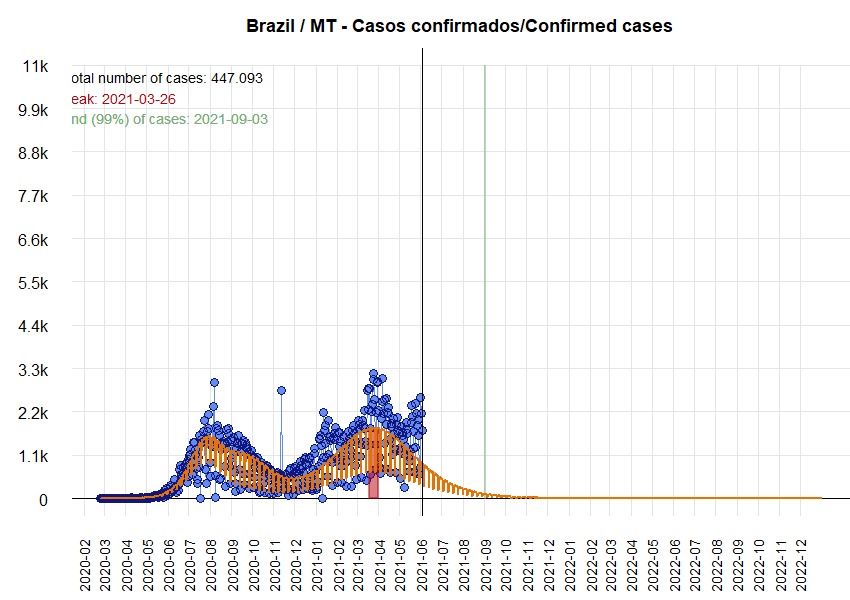 Brazil / MT - Casos confirmados/Confirmed cases
11k
otal number of cases: 447.093
eak: 2021-03-26
9.9k
nd (99%) of cases: 2021-09-03
8.8k
7.7k
6.6k
5.5k
4.4k
3.3k
2.2k
1.1k
0
2020-02
2020-03
2020-04
2020-05
2020-06
2020-07
2020-08
2020-09
2020-10
2020-11
2020-12
2021-01
2021-02
2021-03
2021-04
2021-05
2021-06
2021-07
2021-08
2021-09
2021-10
2021-11
2021-12
2022-01
2022-02
2022-03
2022-04
2022-05
2022-06
2022-07
2022-08
2022-09
2022-10
2022-11
2022-12